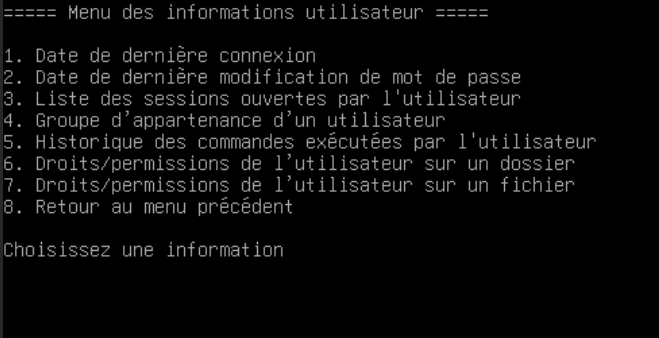 ===== Menu des informations utilisateur =====
1. Date de dernière connexion
2. Date de dernière modification de mot de passe
3. Liste des sessions ouvertes par l'utilisateur
4. Groupe d’appartenance d’un utilisateur
5. Historique des commandes exécutées par l'utilisateur
6. Droits/permissions de l’utilisateur sur un dossier
7. Droits/permissions de l’utilisateur sur un fichier
8. Retour au menu précédent
Choisissez une information